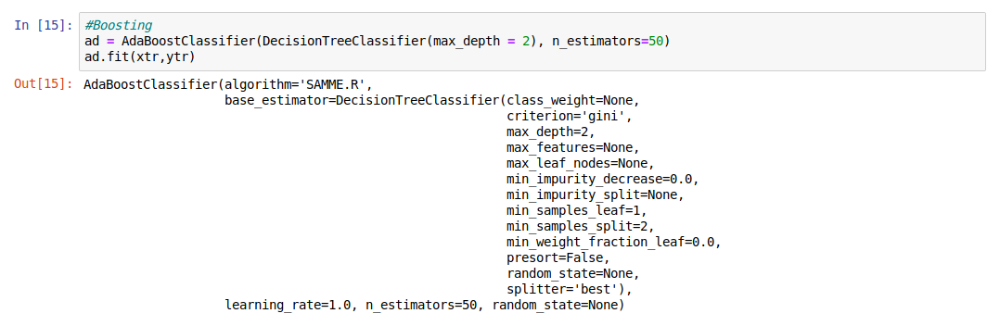 In [15]: #Boosting
ad = AdaBoostClassifier(DecisionTreeClassifier(max_depth = 2), n_estimators=50)
ad.fit(xtr,ytr)
Out[15]: AdaBoostClassifier(algorithm='SAMME.R',
base_estimator=DecisionTreeClassifier(class_weight=None,
criterion='gini',
max_depth=2,
max_features=None,
max_leaf_nodes=None,
min_impurity_decrease=0.0,
min_impurity_split=None,
min_samples_leaf=1,
min_samples_split=2,
min_weight_fraction_leaf=0.0,
presort=False,
random_state=None,
splitter='best'),
learning_rate=1.0, n_estimators=50, random_state=None)